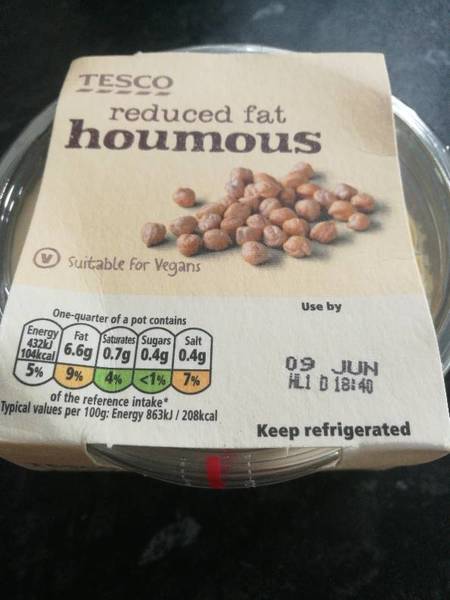 TESCO
reduced fat
houmous
V Suitable for Vegans
One-quarter of a pot contains
Energy
432kJ
104kcal
5%
Fat
6.6g
9%
Saturates
0.7g
4%
Sugars
0.4g
<1%
Salt
0.4g
7%
of the reference intake*
Typical values per 100g: Energy 863kJ / 208kcal
Use by
09 JUN
HL1 D 18:40
Keep refrigerated